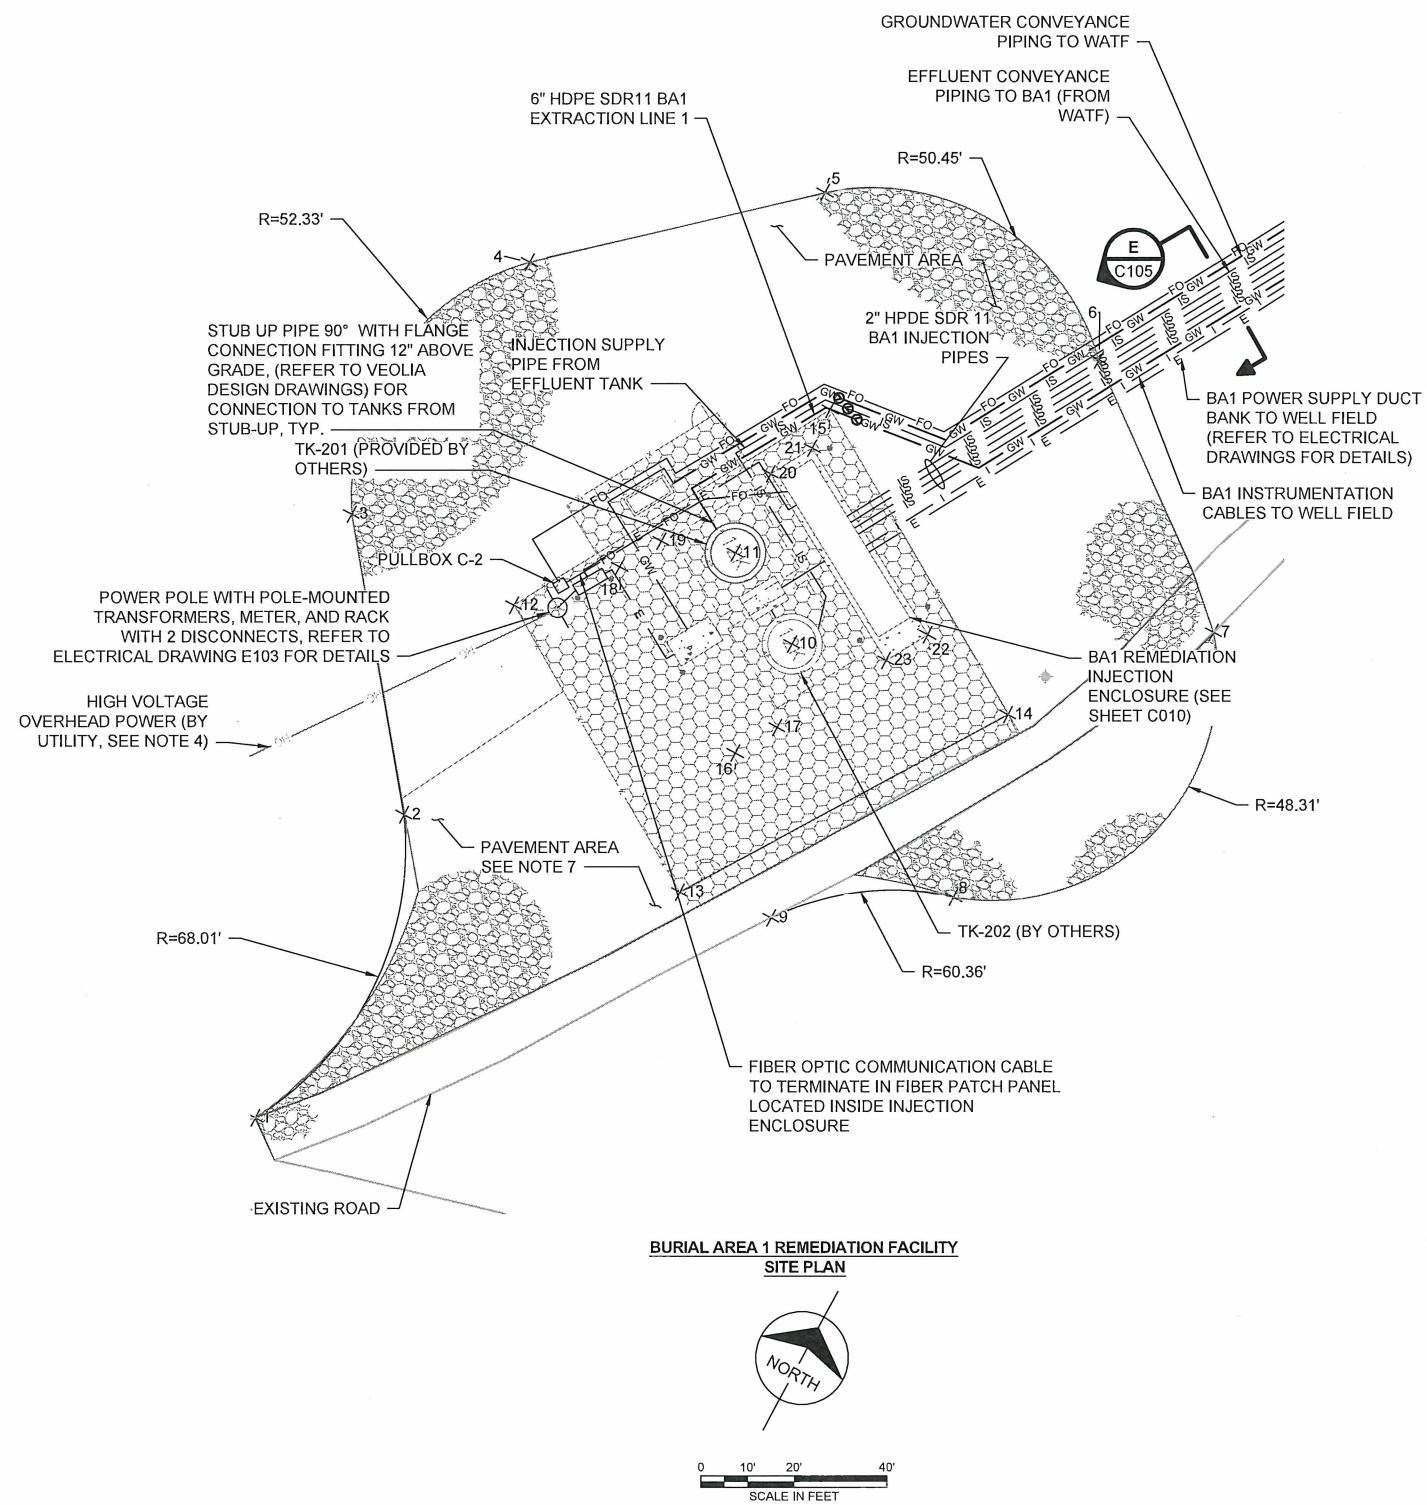 GROUNDWATER CONVEYANCE
PIPING TO WATF
EFFLUENT CONVEYANCE
PIPING TO BA1 (FROM
WATF)
6" HDPE SDR11 BA1
EXTRACTION LINE 1
R=50.45'
5
R=52.33'
4
PAVEMENT AREA
E
C105
2" HPDE SDR 11
BA1 INJECTION
PIPES
6
STUB UP PIPE 90° WITH FLANGE
CONNECTION FITTING 12" ABOVE
GRADE, (REFER TO VEOLIA
DESIGN DRAWINGS) FOR
CONNECTION TO TANKS FROM
STUB-UP, TYP.
INJECTION SUPPLY
PIPE FROM
EFFLUENT TANK
TK-201 (PROVIDED BY
OTHERS)
BA1 POWER SUPPLY DUCT
BANK TO WELL FIELD
(REFER TO ELECTRICAL
DRAWINGS FOR DETAILS)
BA1 INSTRUMENTATION
CABLES TO WELL FIELD
15
21
20
3
19
11
PULLBOX C-2
18
12
POWER POLE WITH POLE-MOUNTED
TRANSFORMERS, METER, AND RACK
WITH 2 DISCONNECTS, REFER TO
ELECTRICAL DRAWING E103 FOR DETAILS
10
22
23
7
BA1 REMEDIATION
INJECTION
ENCLOSURE (SEE
SHEET C010)
HIGH VOLTAGE
OVERHEAD POWER (BY
UTILITY, SEE NOTE 4)
OH
OH
OH
14
17
16
2
R=48.31'
PAVEMENT AREA
SEE NOTE 7
13
8
9
TK-202 (BY OTHERS)
R=68.01'
R=60.36'
FIBER OPTIC COMMUNICATION CABLE
TO TERMINATE IN FIBER PATCH PANEL
LOCATED INSIDE INJECTION
ENCLOSURE
1
EXISTING ROAD
BURIAL AREA 1 REMEDIATION FACILITY
SITE PLAN
NORTH
0 10' 20' 40'
SCALE IN FEET